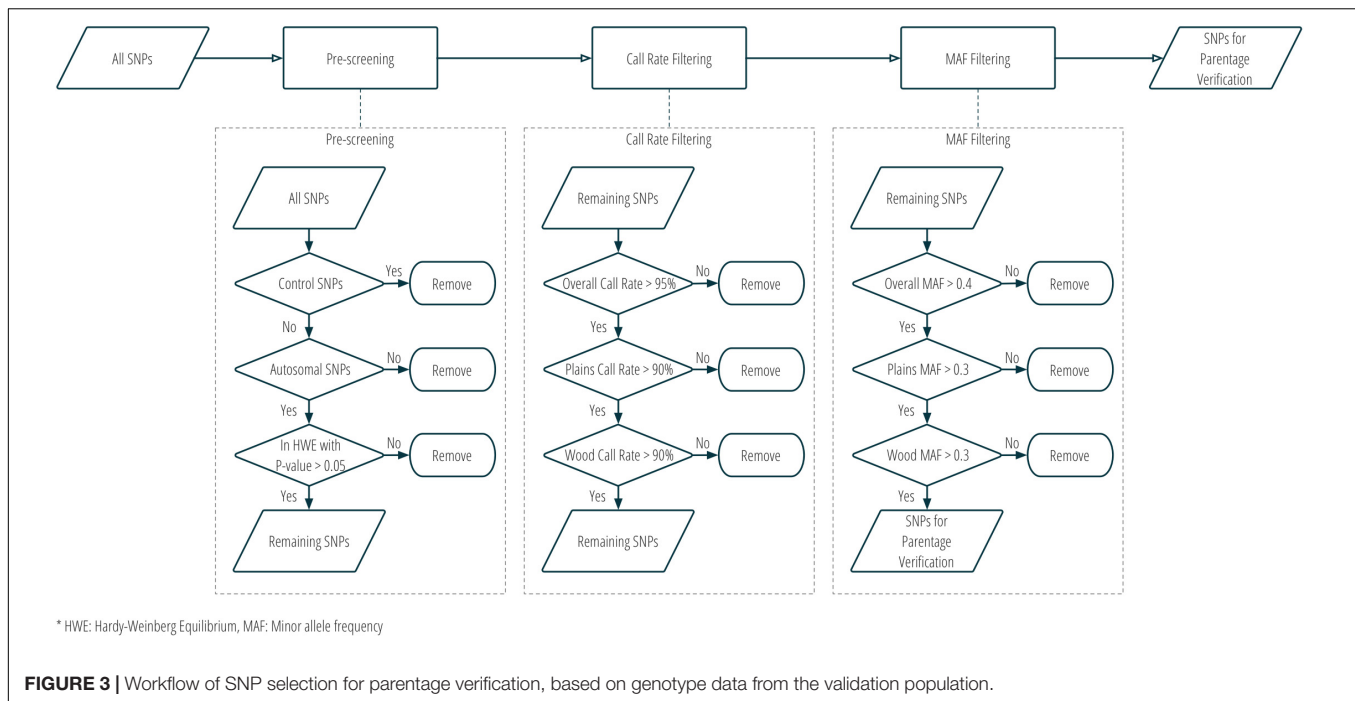 All SNPs
Pre-screening
Call Rate Filtering
MAF Filtering
SNPs for
Parentage
Verification
Pre-screening
All SNPs
Control SNPs
Yes
Remove
No
Autosomal SNPs
No
Remove
Yes
In HWE with
P-value > 0.05
No
Remove
Yes
Remaining SNPs
Call Rate Filtering
Remaining SNPs
Overall Call Rate > 95%
No
Remove
Yes
Plains Call Rate > 90%
No
Remove
Yes
Wood Call Rate > 90%
No
Remove
Yes
Remaining SNPs
MAF Filtering
Remaining SNPs
Overall MAF > 0.4
No
Remove
Yes
Plains MAF > 0.3
No
Remove
Yes
Wood MAF > 0.3
No
Remove
Yes
SNPs for
Parentage
Verification
* HWE: Hardy-Weinberg Equilibrium, MAF: Minor allele frequency
FIGURE 3 | Workflow of SNP selection for parentage verification, based on genotype data from the validation population.